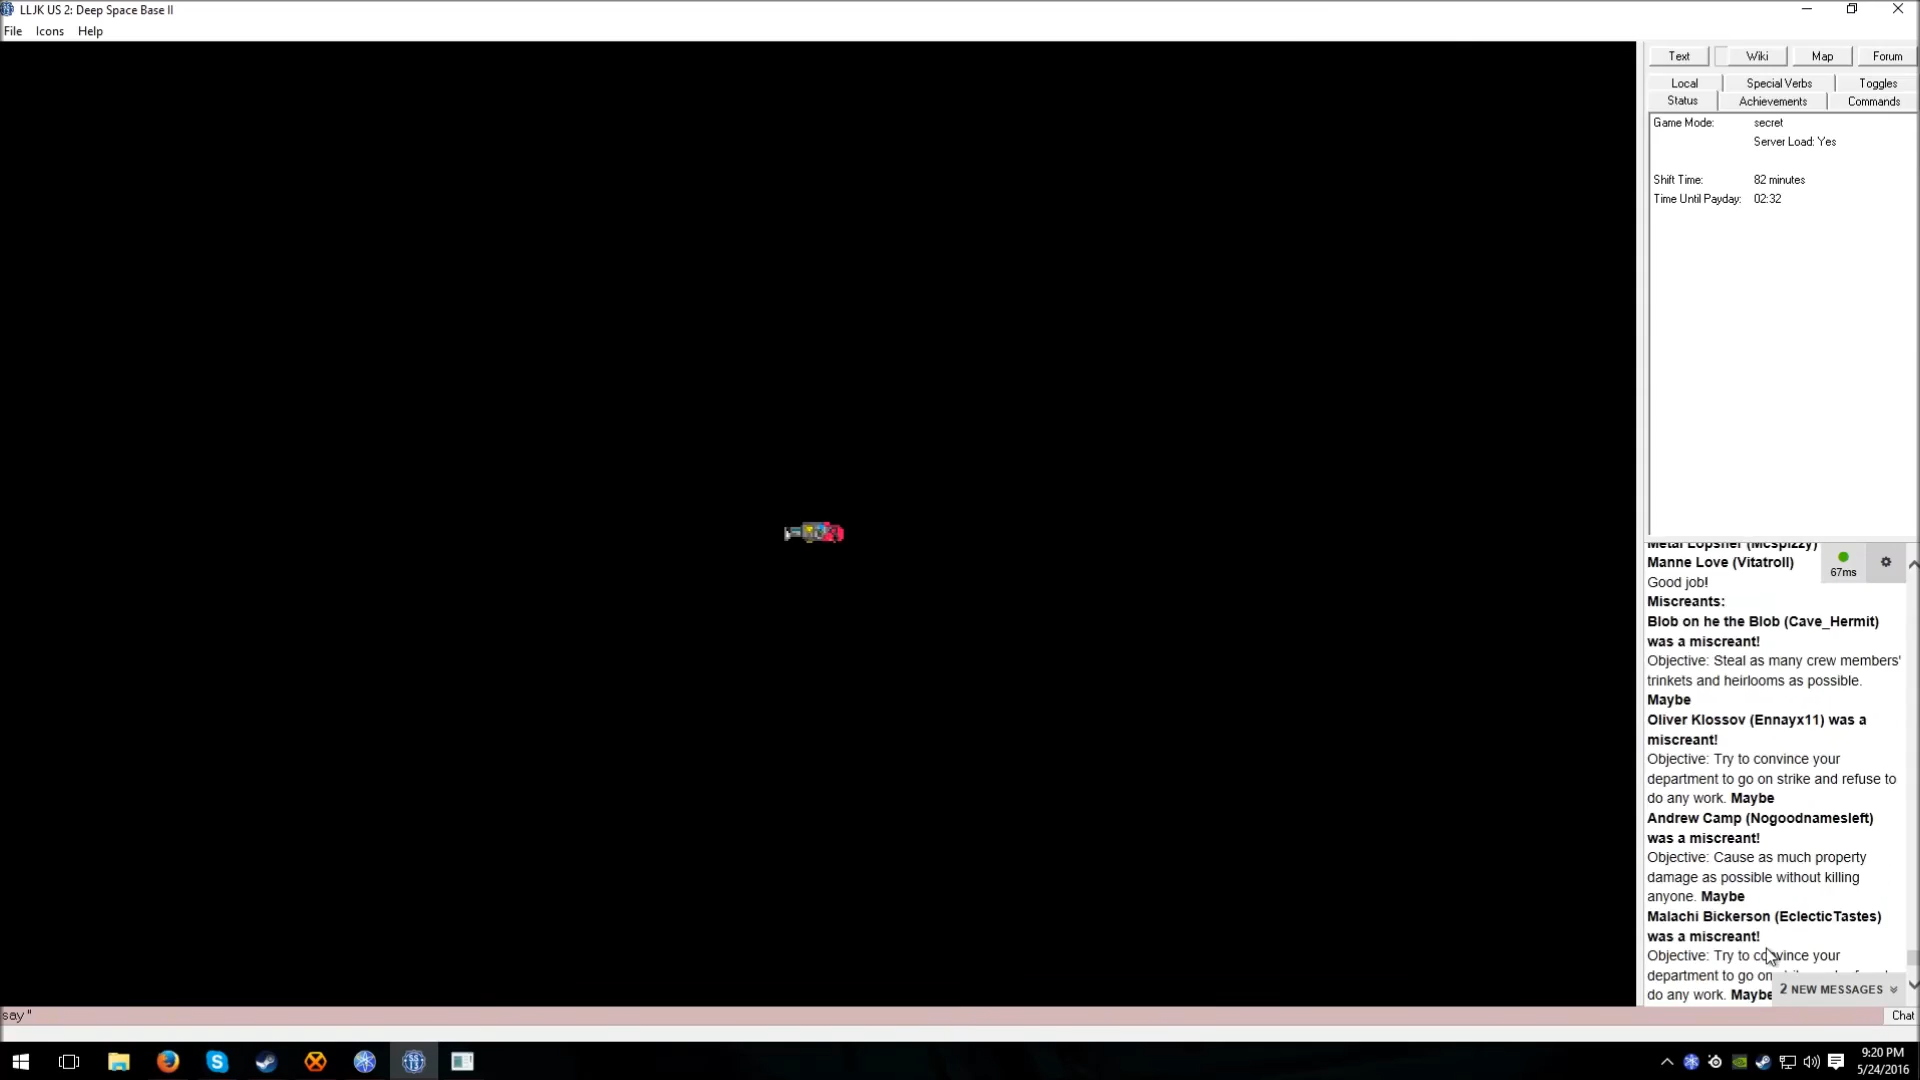 LLJK US 2: Deep Space Base II
File Icons Help
Text Wiki Map Forum
Local Special Verbs Toggles
Status Achievements Commands
Game Mode: secret
Server Load: Yes
Shift Time: 82 minutes
Time Until Payday: 02:32
Metal Lopsher (Mcspizzy)
Manne Love (Vitatroll)
67ms
Good job!
Miscreants:
Blob on he the Blob (Cave_Hermit)
was a miscreant!
Objective: Steal as many crew members'
trinkets and heirlooms as possible.
Maybe
Oliver Klossov (Ennayx11) was a
miscreant!
Objective: Try to convince your
department to go on strike and refuse to
do any work. Maybe
Andrew Camp (Nogoodnamesleft)
was a miscreant!
Objective: Cause as much property
damage as possible without killing
anyone. Maybe
Malachi Bickerson (EclecticTastes)
was a miscreant!
Objective: Try to convince your
department to go on
do any work. Maybe
2 NEW MESSAGES
say "
Chat
9:20 PM
5/24/2016